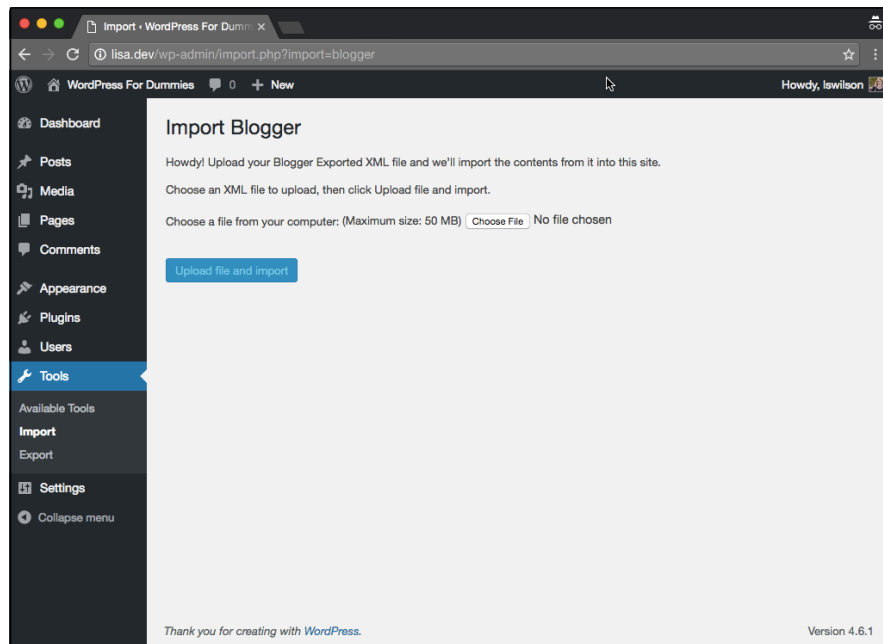 Import ‹ WordPress For Dumm
lisa.dev/wp-admin/import.php?import=blogger
WordPress For Dummies 0 + New Howdy, lswilson
Dashboard
Posts
Media
Pages
Comments
Appearance
Plugins
Users
Tools
Available Tools
Import
Export
Settings
Collapse menu
Import Blogger
Howdy! Upload your Blogger Exported XML file and we'll import the contents from it into this site.
Choose an XML file to upload, then click Upload file and import.
Choose a file from your computer: (Maximum size: 50 MB) Choose File No file chosen
Upload file and import
Thank you for creating with WordPress. Version 4.6.1